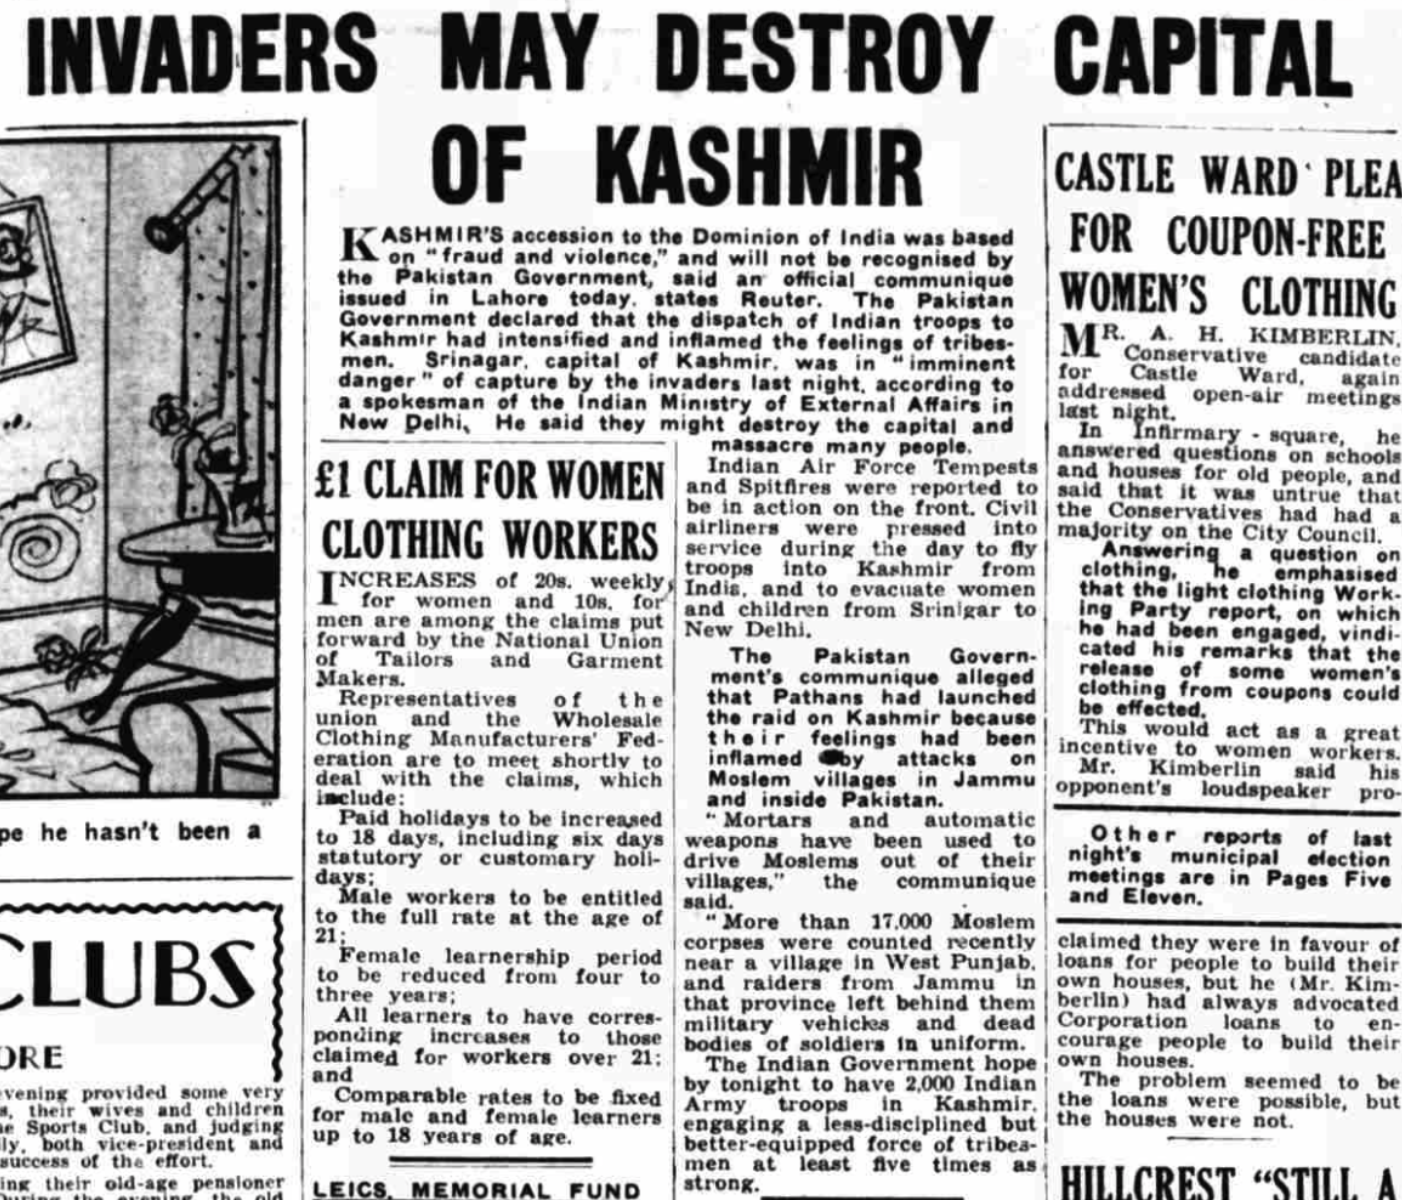 INVADERS MAY DESTROY CAPITAL
OF KASHMIR
KASHMIR'S accession to the Dominion of India was based
on "fraud and violence," and will not be recognised by
the Pakistan Government, said an official communique
issued in Lahore today, states Reuter. The Pakistan
Government declared that the dispatch of Indian troops to
Kashmir had intensified and inflamed the feelings of tribes-
men. Srinagar, capital of Kashmir, was in "imminent
danger" of capture by the invaders last night, according to
a spokesman of the Indian Ministry of External Affairs in
New Delhi. He said they might destroy the capital and
massacre many people.
Indian Air Force Tempests
and Spitfires were reported to
be in action on the front. Civil
airliners were pressed into
service during the day to fly
troops into Kashmir from
India, and to evacuate women
and children from Srinigar to
New Delhi.
The Pakistan Govern-
ment's communique alleged
that Pathans had launched
the raid on Kashmir because
their feelings had been
inflamed by attacks on
Moslem villages in Jammu
and inside Pakistan.
"Mortars and automatic
weapons have been used to
drive Moslems out of their
villages," the communique
said.
"More than 17,000 Moslem
corpses were counted recently
near a village in West Punjab,
and raiders from Jammu in
that province left behind them
military vehicles and dead
bodies of soldiers in uniform.
The Indian Government hope
by tonight to have 2,000 Indian
Army troops in Kashmir,
engaging a less-disciplined but
better-equipped force of tribes-
men at least five times as
strong.
£1 CLAIM FOR WOMEN
CLOTHING WORKERS
INCREASES of 20s. weekly
for women and 10s. for
men are among the claims put
forward by the National Union
of Tailors and Garment
Makers.
Representatives of the
union and the Wholesale
Clothing Manufacturers' Fed-
eration are to meet shortly to
deal with the claims, which
include:
Paid holidays to be increased
to 18 days, including six days
statutory or customary holi-
days;
Male workers to be entitled
to the full rate at the age of
21;
Female learnership period
to be reduced from four to
three years;
All learners to have corres-
ponding increases to those
claimed for workers over 21;
and
Comparable rates to be fixed
for male and female learners
up to 18 years of age.
LEICS. MEMORIAL FUND
CASTLE WARD PLEA
FOR COUPON-FREE
WOMEN'S CLOTHING
MR. A. H. KIMBERLIN,
Conservative candidate
for Castle Ward, again
addressed open-air meetings
last night.
In Infirmary-square, he
answered questions on schools
and houses for old people, and
said that it was untrue that
the Conservatives had had a
majority on the City Council.
Answering a question on
clothing, he emphasised
that the light clothing Work-
ing Party report, on which
he had been engaged, vindi-
cated his remarks that the
release of some women's
clothing from coupons could
be effected.
This would act as a great
incentive to women workers.
Mr. Kimberlin said his
opponent's loudspeaker pro-
Other reports of last
night's municipal election
meetings are in Pages Five
and Eleven.
claimed they were in favour of
loans for people to build their
own houses, but he (Mr. Kim-
berlin) had always advocated
Corporation loans to en-
courage people to build their
own houses.
The problem seemed to be
the loans were possible, but
the houses were not.
HILLCREST "STILL A
pe he hasn't been a
CLUBS
ORE
evening provided some very
s, their wives and children
he Sports Club, and judging
ly, both vice-president and
success of the effort.
ing their old-age pensioner
During the evening the old